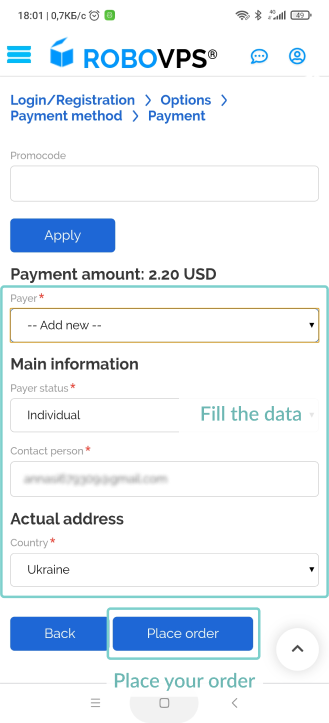 18:01 | 0,7КБ/с
4G
49
ROBOVPS®
Login/Registration > Options >
Payment method > Payment
Promocode
Apply
Payment amount: 2.20 USD
Payer *
-- Add new --
Main information
Payer status *
Individual
Fill the data
Contact person *
Actual address
Country *
Ukraine
Back
Place order
Place your order